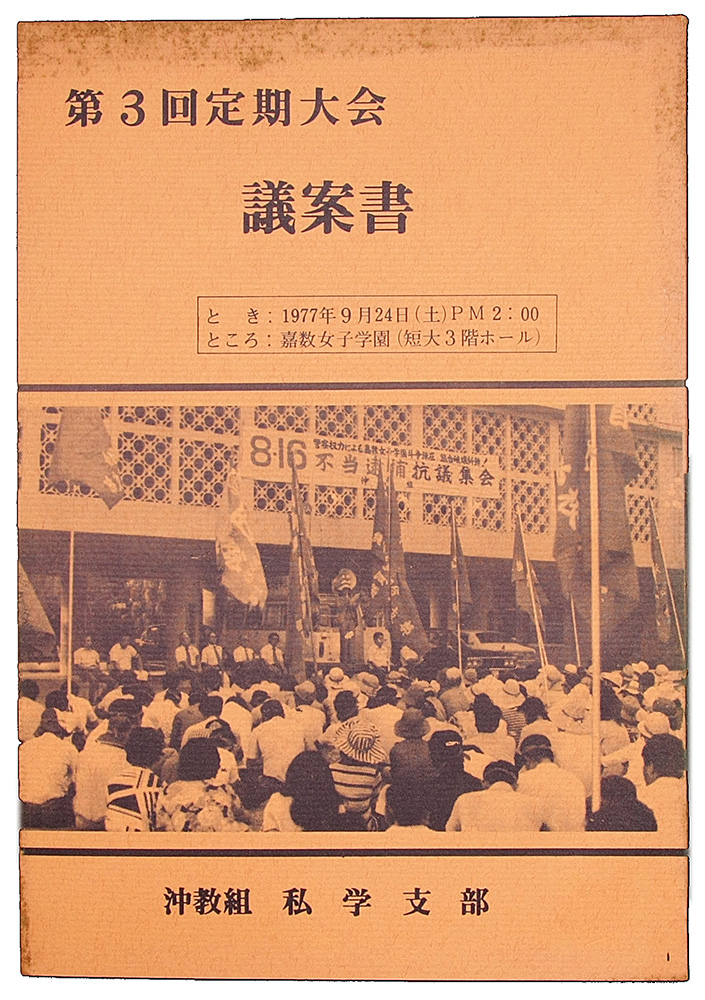 第3回定期大会
議案書
とき：1977年9月24日(土)PM2：00
ところ：嘉数女子学園(短大3階ホール)
8・16
不当逮捕抗議集会
沖教組 私学支部